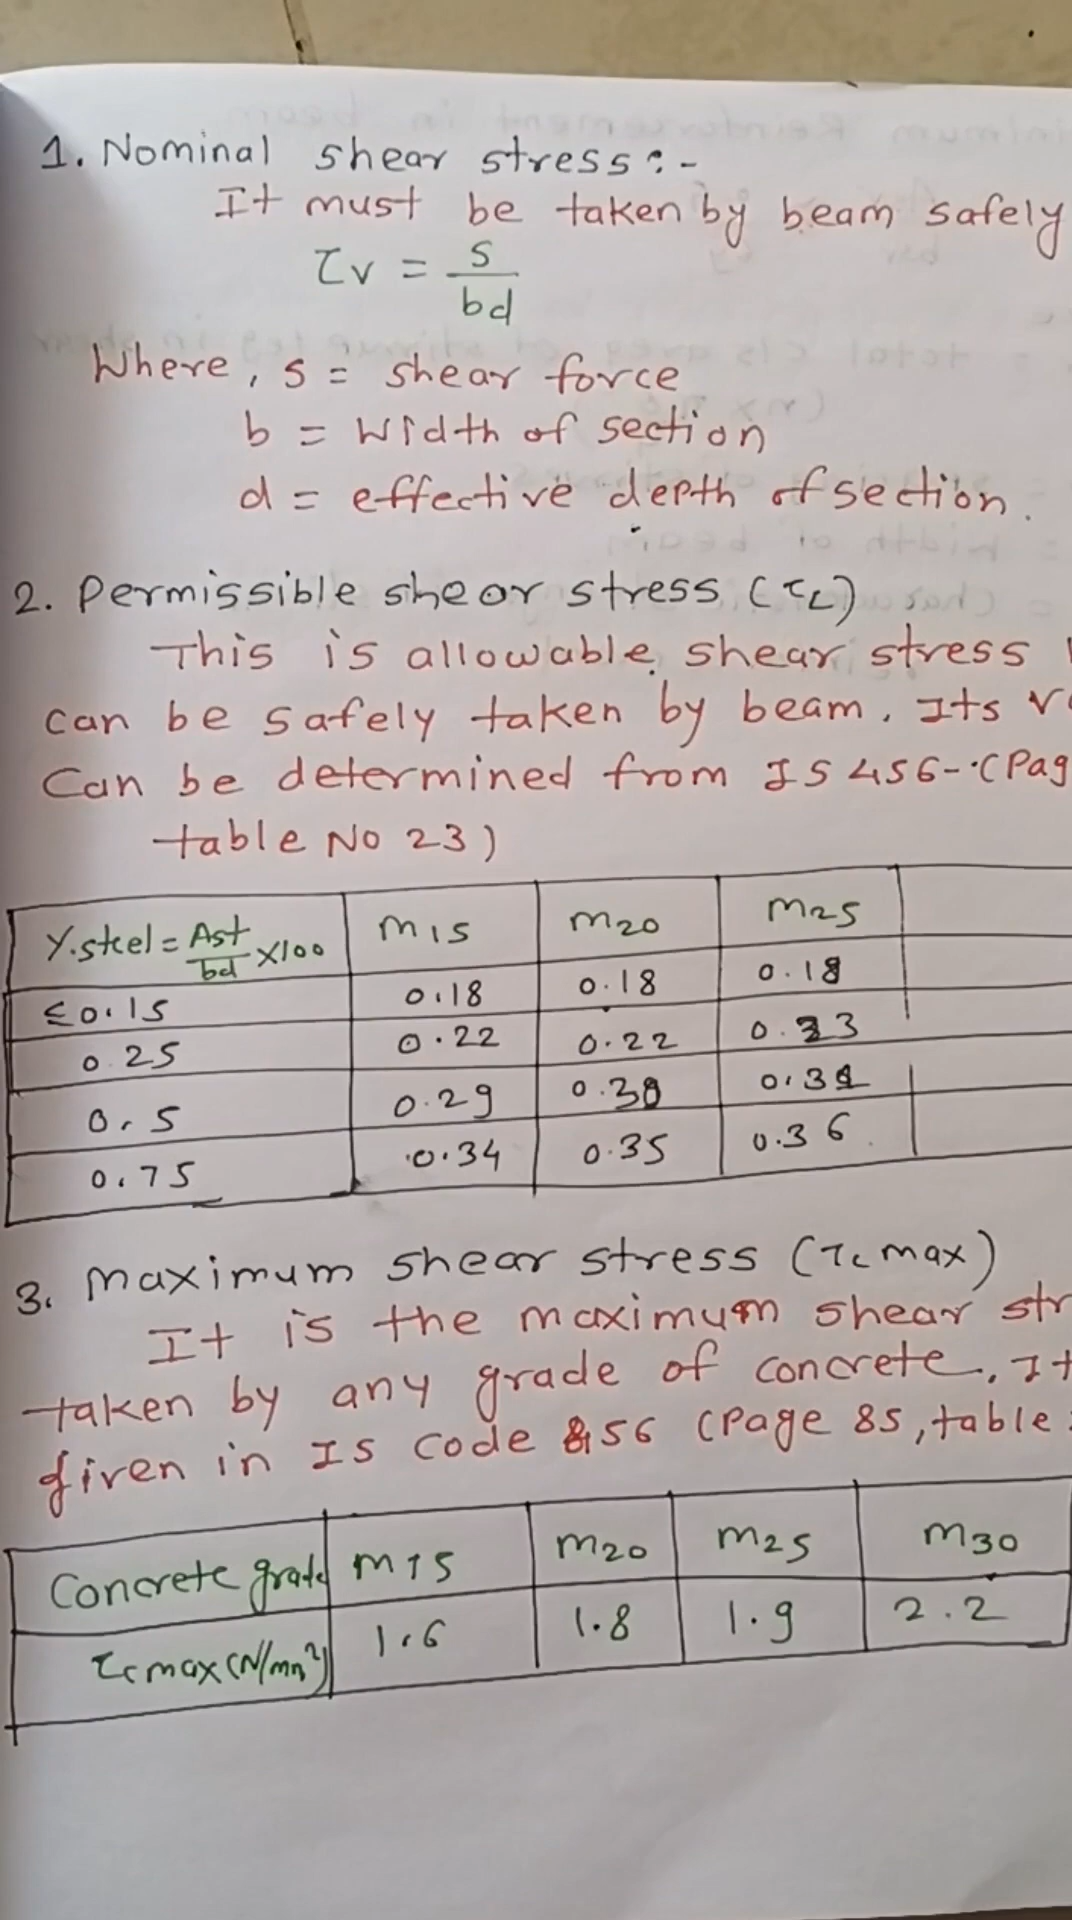 1. Nominal shear stress:-
It must be taken by beam safely
τv = s/bd
Where, s = shear force
b = width of section
d = effective depth of section.
2. Permissible shear stress (τc)
This is allowable shear stress
can be safely taken by beam. Its
Can be determined from IS 456-(Pag
table No 23)
Y.steel = Ast/bd ×100 M15 M20 M25
≤0.15 0.18 0.18 0.18
0.25 0.22 0.22 0.23
0.5 0.29 0.30
0.75 0.34 0.35 0.36
3. Maximum shear stress (τc max)
It is the maximum shear str
taken by any grade of concrete. It
given in IS code 456 (Page 85, table
Concrete grade M15 M20 M25 M30
τcmax (N/mm²) 1.6 1.8 1.9 2.2